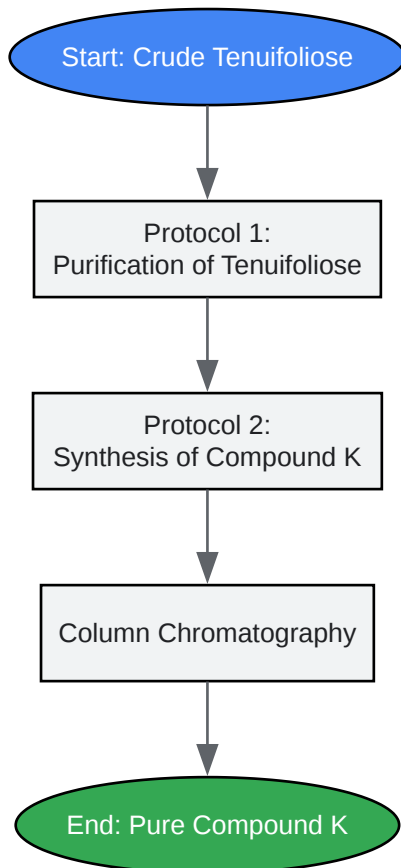 Start: Crude Tenuifoliose
Protocol 1:
Purification of Tenuifoliose
Protocol 2:
Synthesis of Compound K
Column Chromatography
End: Pure Compound K